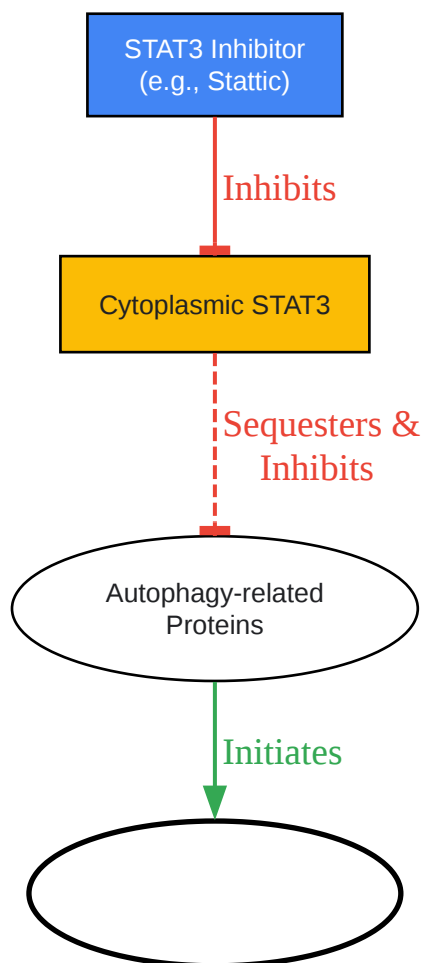 STAT3 Inhibitor
(e.g., Stattic)
Inhibits
Cytoplasmic STAT3
Sequesters &
Inhibits
Autophagy-related
Proteins
Initiates